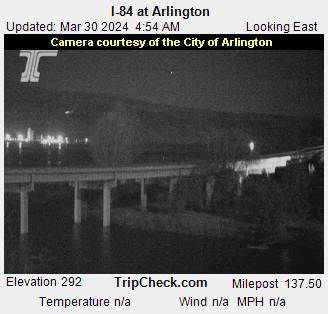 I-84 at Arlington
Updated: Mar 30 2024 4:54 AM Looking East
Camera courtesy of the City of Arlington
Elevation 292 TripCheck.com Milepost 137.50
Temperature n/a Wind n/a MPH n/a